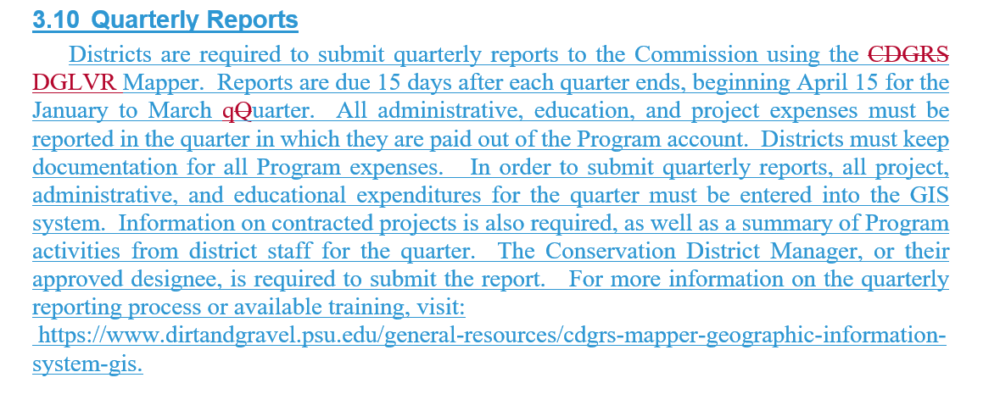 3.10 Quarterly Reports
Districts are required to submit quarterly reports to the Commission using the CDGRS
DGLVR Mapper. Reports are due 15 days after each quarter ends, beginning April 15 for the
January to March qQuarter. All administrative, education, and project expenses must be
reported in the quarter in which they are paid out of the Program account. Districts must keep
documentation for all Program expenses. In order to submit quarterly reports, all project,
administrative, and educational expenditures for the quarter must be entered into the GIS
system. Information on contracted projects is also required, as well as a summary of Program
activities from district staff for the quarter. The Conservation District Manager, or their
approved designee, is required to submit the report. For more information on the quarterly
reporting process or available training, visit:
https://www.dirtandgravel.psu.edu/general-resources/cdgrs-mapper-geographic-information-
system-gis.